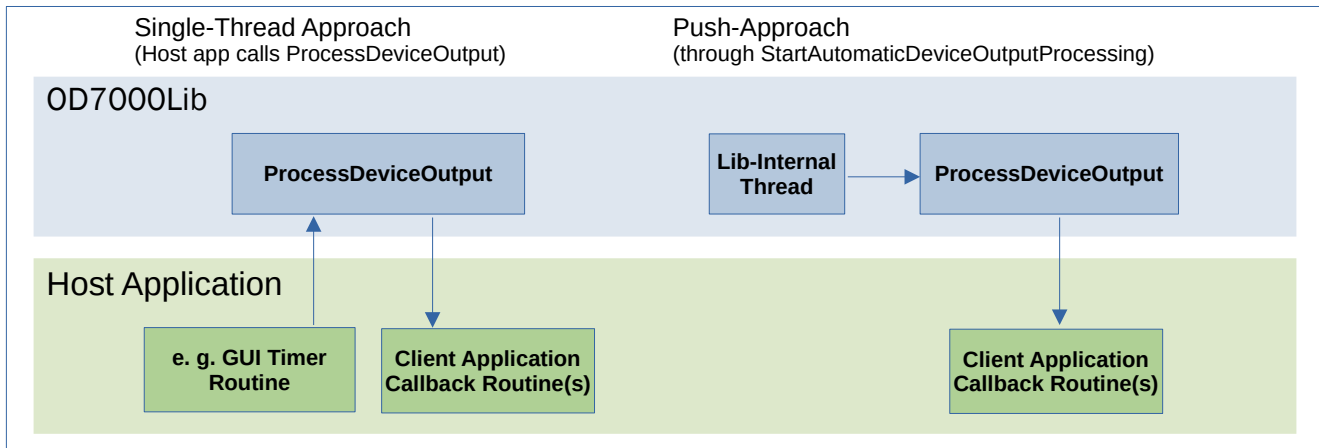 Single-Thread Approach
(Host app calls ProcessDeviceOutput)
Push-Approach
(through StartAutomaticDeviceOutputProcessing)
OD7000Lib
ProcessDeviceOutput
Lib-Internal
Thread
ProcessDeviceOutput
Host Application
e. g. GUI Timer
Routine
Client Application
Callback Routine(s)
Client Application
Callback Routine(s)